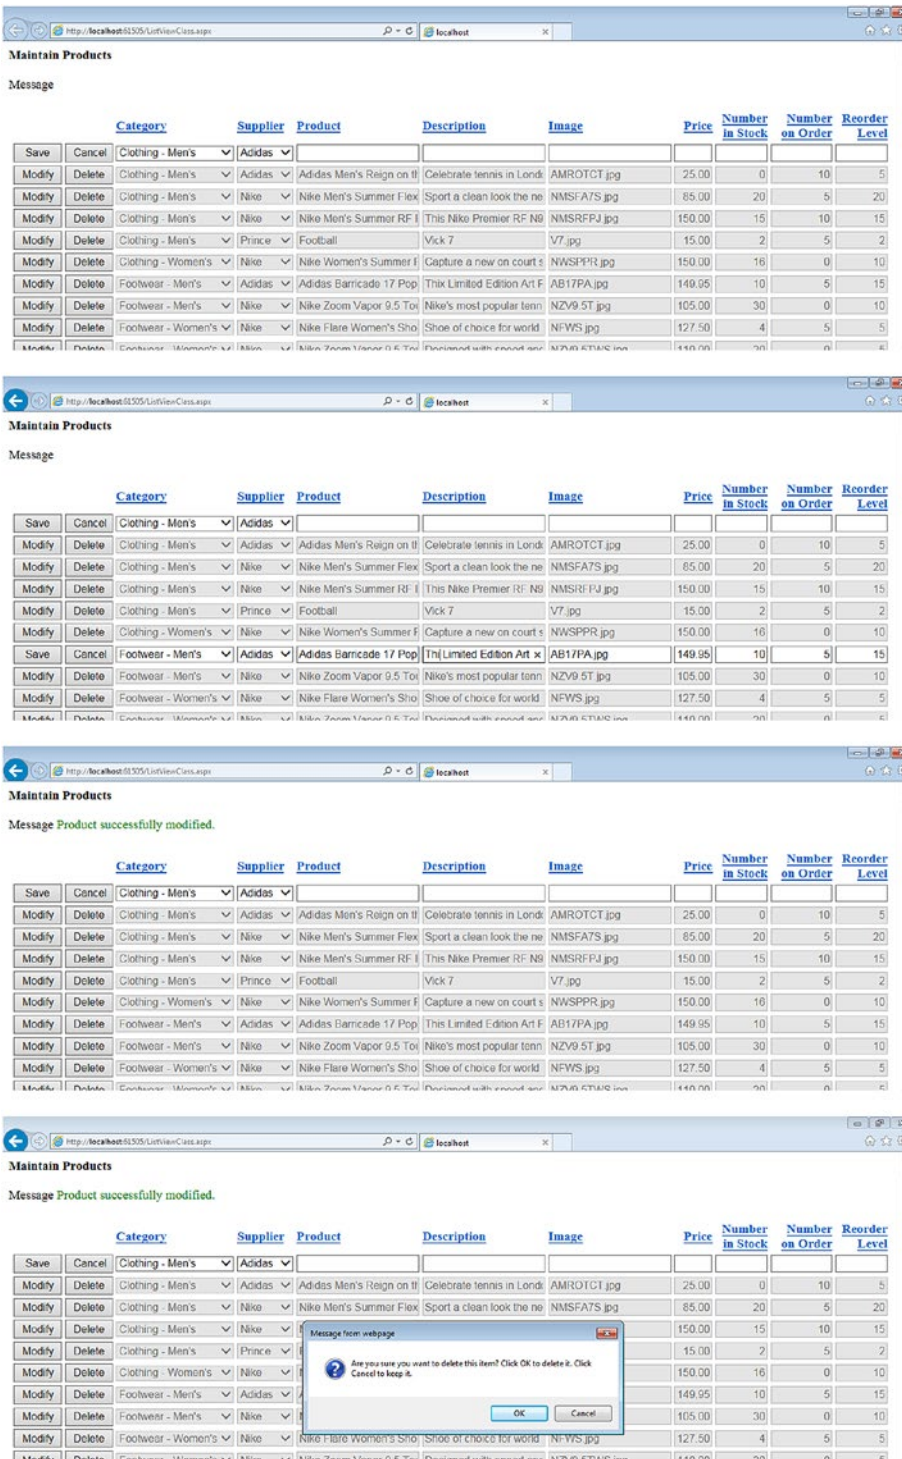 http://localhost:61505/ListViewClass.aspx localhost
Maintain Products
Message
Category Supplier Product Description Image Price Number in Stock Number on Order Reorder Level
Save Cancel Clothing - Men's Adidas
Modify Delete Clothing - Men's Adidas Adidas Men's Reign on th Celebrate tennis in Londo AMROTCT.jpg 25.00 0 10 5
Modify Delete Clothing - Men's Nike Nike Men's Summer Flex Sport a clean look the ne NMSFA7S.jpg 85.00 20 5 20
Modify Delete Clothing - Men's Nike Nike Men's Summer RF This Nike Premier RF N9 NMSRFPJ.jpg 150.00 15 10 15
Modify Delete Clothing - Men's Prince Football Vick 7 V7.jpg 15.00 2 5 2
Modify Delete Clothing - Women's Nike Nike Women's Summer Capture a new on court s NWSPPR.jpg 150.00 16 0 10
Modify Delete Footwear - Men's Adidas Adidas Barricade 17 Pop Thix Limited Edition Art F AB17PA.jpg 149.95 10 5 15
Modify Delete Footwear - Men's Nike Nike Zoom Vapor 9.5 Tou Nike's most popular tenn NZV9.5T.jpg 105.00 30 0 10
Modify Delete Footwear - Women's Nike Nike Flare Women's Sho Shoe of choice for world NFWS.jpg 127.50 4 5 5
http://localhost:61505/ListViewClass.aspx localhost
Maintain Products
Message
Category Supplier Product Description Image Price Number in Stock Number on Order Reorder Level
Save Cancel Clothing - Men's Adidas
Modify Delete Clothing - Men's Adidas Adidas Men's Reign on th Celebrate tennis in Londo AMROTCT.jpg 25.00 0 10 5
Modify Delete Clothing - Men's Nike Nike Men's Summer Flex Sport a clean look the ne NMSFA7S.jpg 85.00 20 5 20
Modify Delete Clothing - Men's Nike Nike Men's Summer RF This Nike Premier RF N9 NMSRFPJ.jpg 150.00 15 10 15
Modify Delete Clothing - Men's Prince Football Vick 7 V7.jpg 15.00 2 5 2
Modify Delete Clothing - Women's Nike Nike Women's Summer F Capture a new on court s NWSPPR.jpg 150.00 16 0 10
Save Cancel Footwear - Men's Adidas Adidas Barricade 17 Pop Thi Limited Edition Art AB17PA.jpg 149.95 10 5 15
Modify Delete Footwear - Men's Nike Nike Zoom Vapor 9.5 Tou Nike's most popular tenn NZV9.5T.jpg 105.00 30 0 10
Modify Delete Footwear - Women's Nike Nike Flare Women's Sho Shoe of choice for world NFWS.jpg 127.50 4 5 5
http://localhost:61505/ListViewClass.aspx localhost
Maintain Products
Message Product successfully modified.
Category Supplier Product Description Image Price Number in Stock Number on Order Reorder Level
Save Cancel Clothing - Men's Adidas
Modify Delete Clothing - Men's Adidas Adidas Men's Reign on th Celebrate tennis in Londo AMROTCT.jpg 25.00 0 10 5
Modify Delete Clothing - Men's Nike Nike Men's Summer Flex Sport a clean look the ne NMSFA7S.jpg 85.00 20 5 20
Modify Delete Clothing - Men's Nike Nike Men's Summer RF This Nike Premier RF N9 NMSRFPJ.jpg 150.00 15 10 15
Modify Delete Clothing - Men's Prince Football Vick 7 V7.jpg 15.00 2 5 2
Modify Delete Clothing - Women's Nike Nike Women's Summer F Capture a new on court s NWSPPR.jpg 150.00 16 0 10
Modify Delete Footwear - Men's Adidas Adidas Barricade 17 Pop This Limited Edition Art F AB17PA.jpg 149.95 10 5 15
Modify Delete Footwear - Men's Nike Nike Zoom Vapor 9.5 Tou Nike's most popular tenn NZV9.5T.jpg 105.00 30 0 10
Modify Delete Footwear - Women's Nike Nike Flare Women's Sho Shoe of choice for world NFWS.jpg 127.50 4 5 5
http://localhost:61505/ListViewClass.aspx localhost
Maintain Products
Message Product successfully modified.
Category Supplier Product Description Image Price Number in Stock Number on Order Reorder Level
Save Cancel Clothing - Men's Adidas
Modify Delete Clothing - Men's Adidas Adidas Men's Reign on th Celebrate tennis in Londo AMROTCT.jpg 25.00 0 10 5
Modify Delete Clothing - Men's Nike Nike Men's Summer Flex Sport a clean look the ne NMSFA7S.jpg 85.00 20 5 20
Modify Delete Clothing - Men's Nike 150.00 15 10 15
Modify Delete Clothing - Men's Prince 15.00 2 5 2
Modify Delete Clothing - Women's Nike 150.00 16 0 10
Modify Delete Footwear - Men's Adidas 149.95 10 5 15
Modify Delete Footwear - Men's Nike 105.00 30 0 10
Modify Delete Footwear - Women's Nike Nike Flare Women's Sho Shoe of choice for world NFWS.jpg 127.50 4 5 5
Message from webpage
Are you sure you want to delete this item? Click OK to delete it. Click
Cancel to keep it.
OK Cancel